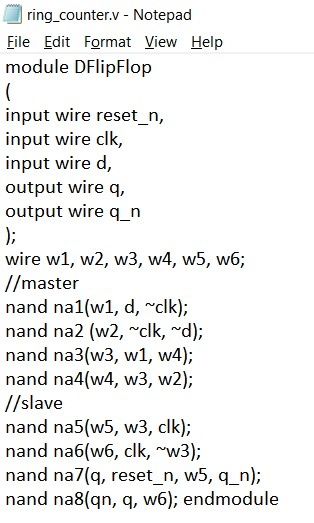 ring_counter.v - Notepad
File Edit Format View Help
module DFlipFlop
(
input wire reset_n,
input wire clk,
input wire d,
output wire q,
output wire q_n
);
wire w1, w2, w3, w4, w5, w6;
//master
nand na1(w1, d, ~clk);
nand na2 (w2, ~clk, ~d);
nand na3(w3, w1, w4);
nand na4(w4, w3, w2);
//slave
nand na5(w5, w3, clk);
nand na6(w6, clk, ~w3);
nand na7(q, reset_n, w5, q_n);
nand na8(qn, q, w6); endmodule